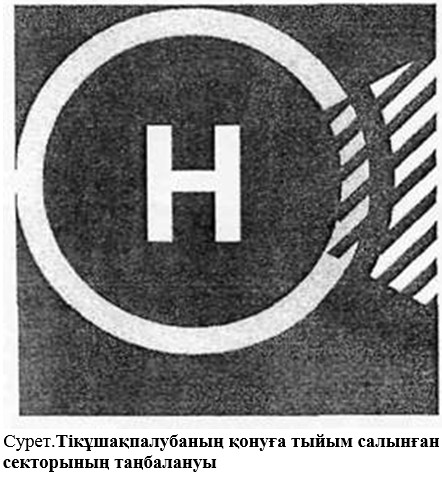 H
Сурет.Тікұшақпалубаның қонуға тыйым салынған
секторының таңбалануы